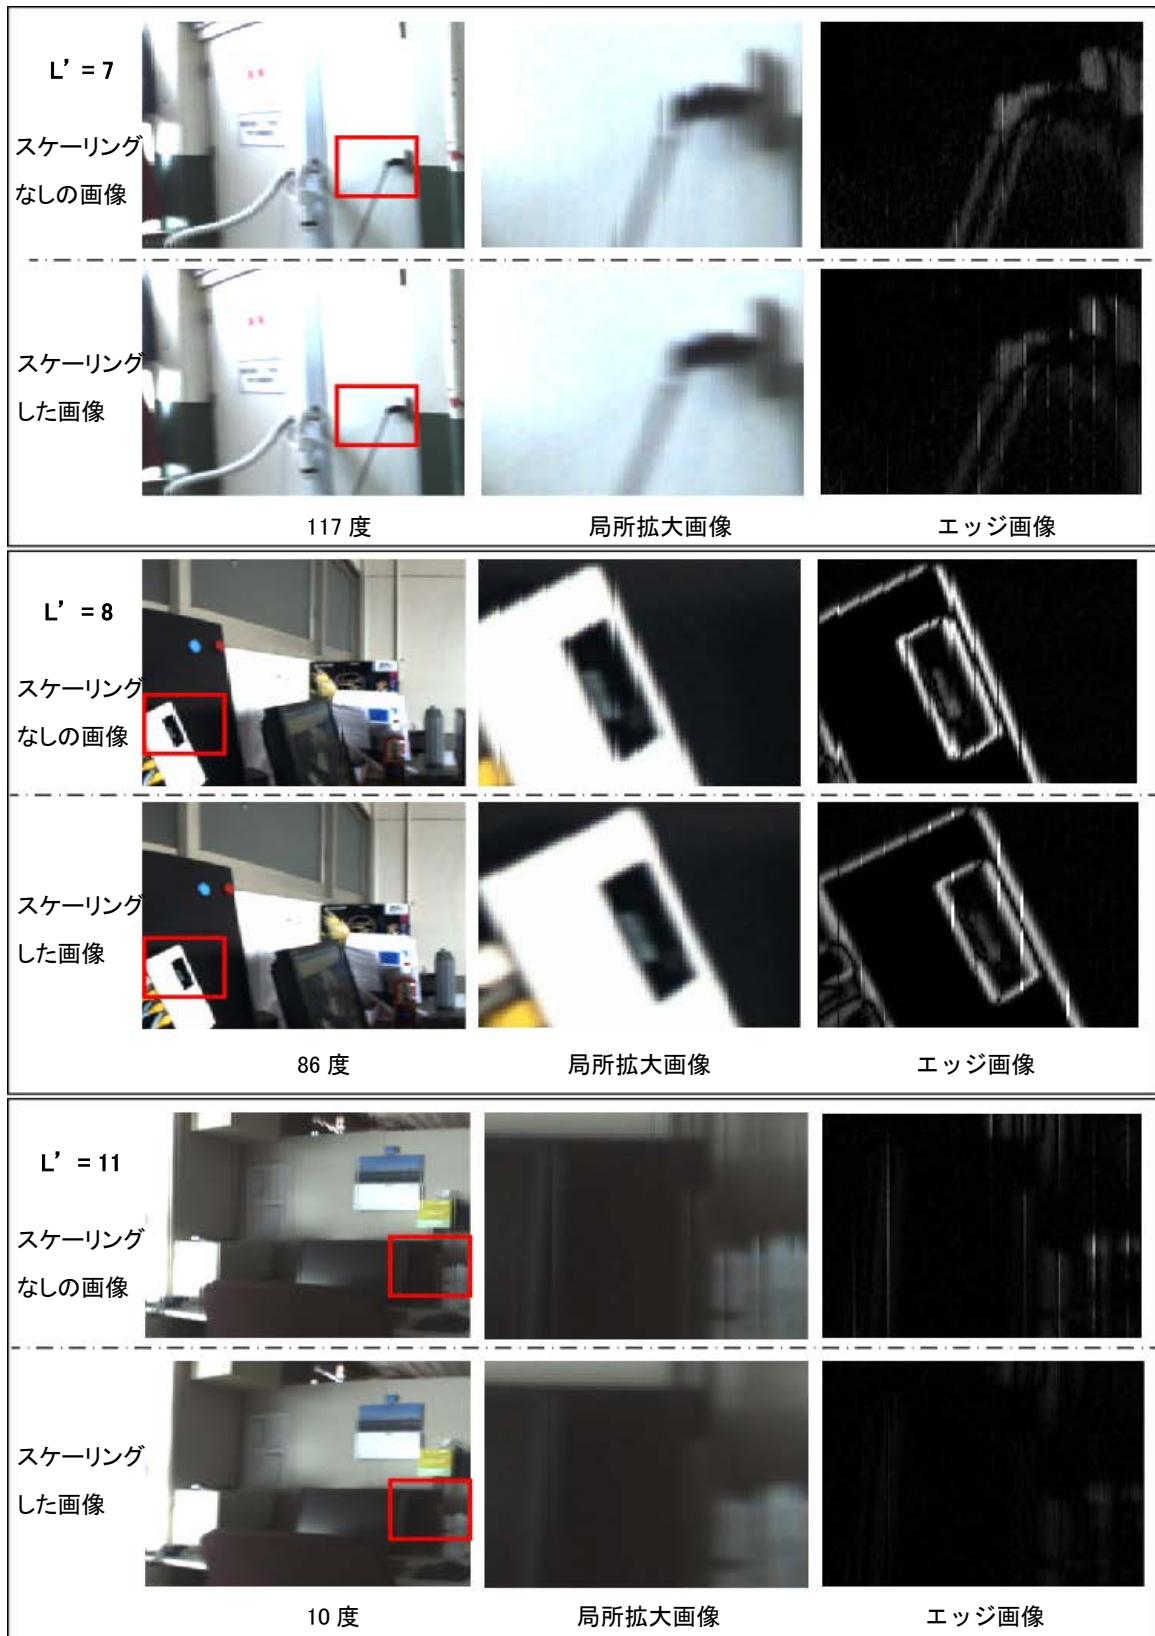 L’ = 7
スケーリング
なしの画像
スケーリング
した画像
117 度
局所拡大画像
エッジ画像
L’ = 8
スケーリング
なしの画像
スケーリング
した画像
86 度
局所拡大画像
エッジ画像
L’ = 11
スケーリング
なしの画像
スケーリング
した画像
10 度
局所拡大画像
エッジ画像